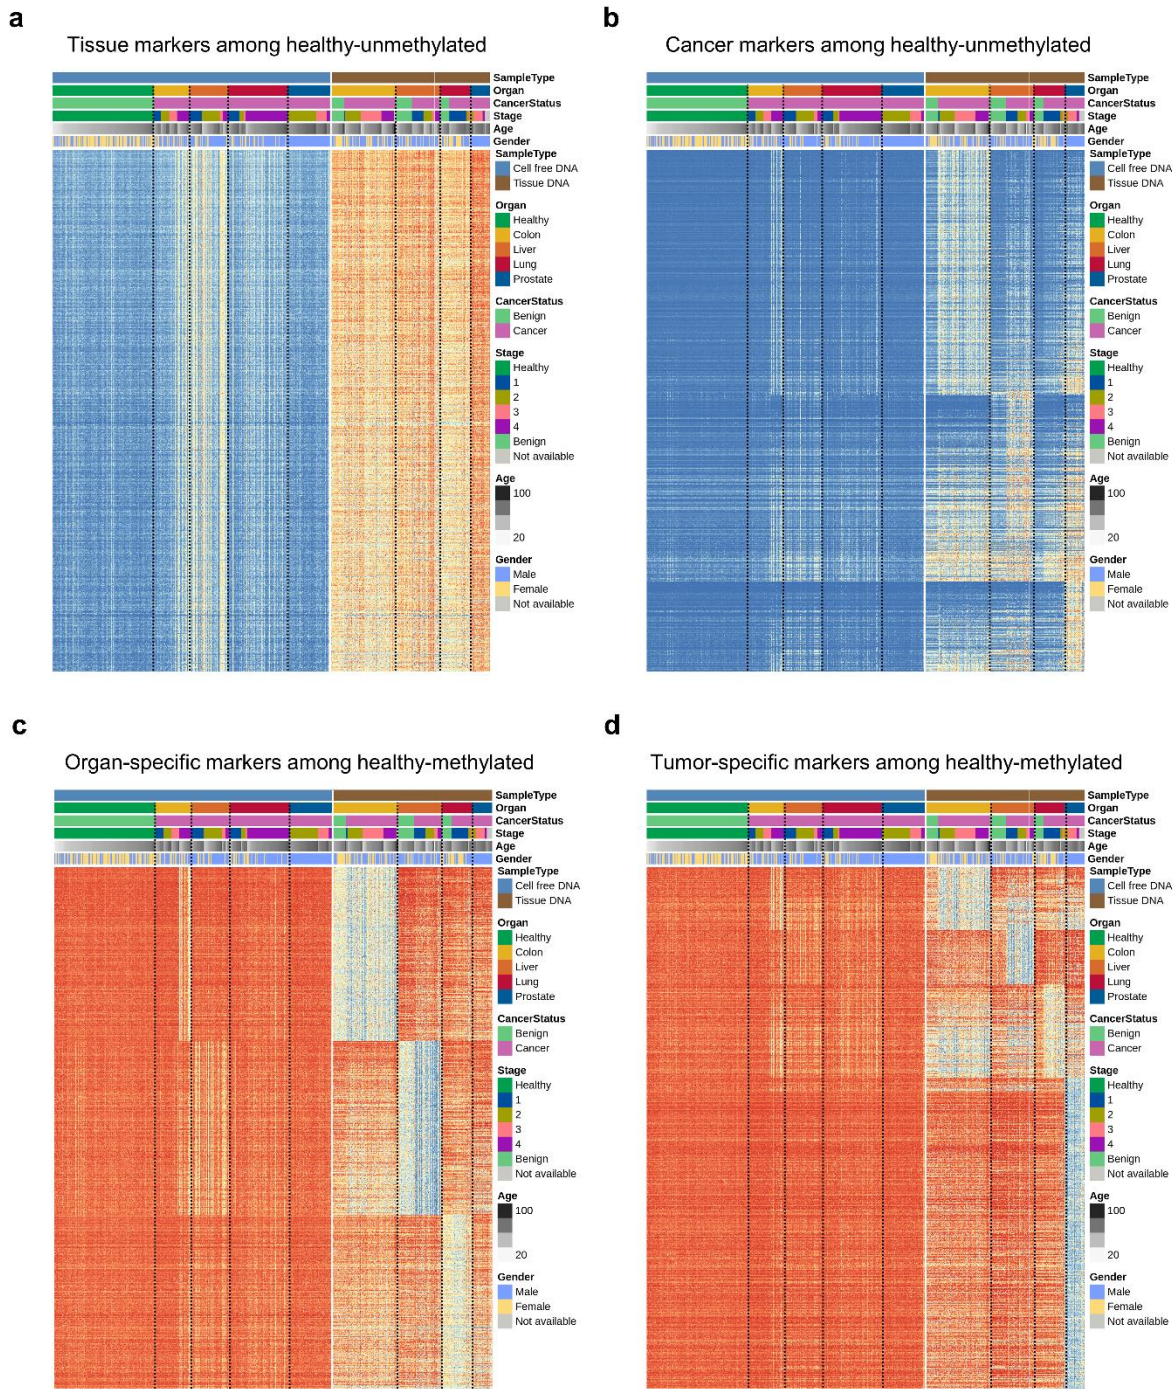 a
Tissue markers among healthy-unmethylated
SampleType
Organ
CancerStatus
Stage
Age
Gender
SampleType
Cell free DNA
Tissue DNA
Organ
Healthy
Colon
Liver
Lung
Prostate
CancerStatus
Benign
Cancer
Stage
Healthy
1
2
3
4
Benign
Not available
Age
100
20
Gender
Male
Female
Not available
b
Cancer markers among healthy-unmethylated
SampleType
Organ
CancerStatus
Stage
Age
Gender
SampleType
Cell free DNA
Tissue DNA
Organ
Healthy
Colon
Liver
Lung
Prostate
CancerStatus
Benign
Cancer
Stage
Healthy
1
2
3
4
Benign
Not available
Age
100
20
Gender
Male
Female
Not available
c
Organ-specific markers among healthy-methylated
SampleType
Organ
CancerStatus
Stage
Age
Gender
SampleType
Cell free DNA
Tissue DNA
Organ
Healthy
Colon
Liver
Lung
Prostate
CancerStatus
Benign
Cancer
Stage
Healthy
1
2
3
4
Benign
Not available
Age
100
20
Gender
Male
Female
Not available
d
Tumor-specific markers among healthy-methylated
SampleType
Organ
CancerStatus
Stage
Age
Gender
SampleType
Cell free DNA
Tissue DNA
Organ
Healthy
Colon
Liver
Lung
Prostate
CancerStatus
Benign
Cancer
Stage
Healthy
1
2
3
4
Benign
Not available
Age
100
20
Gender
Male
Female
Not available